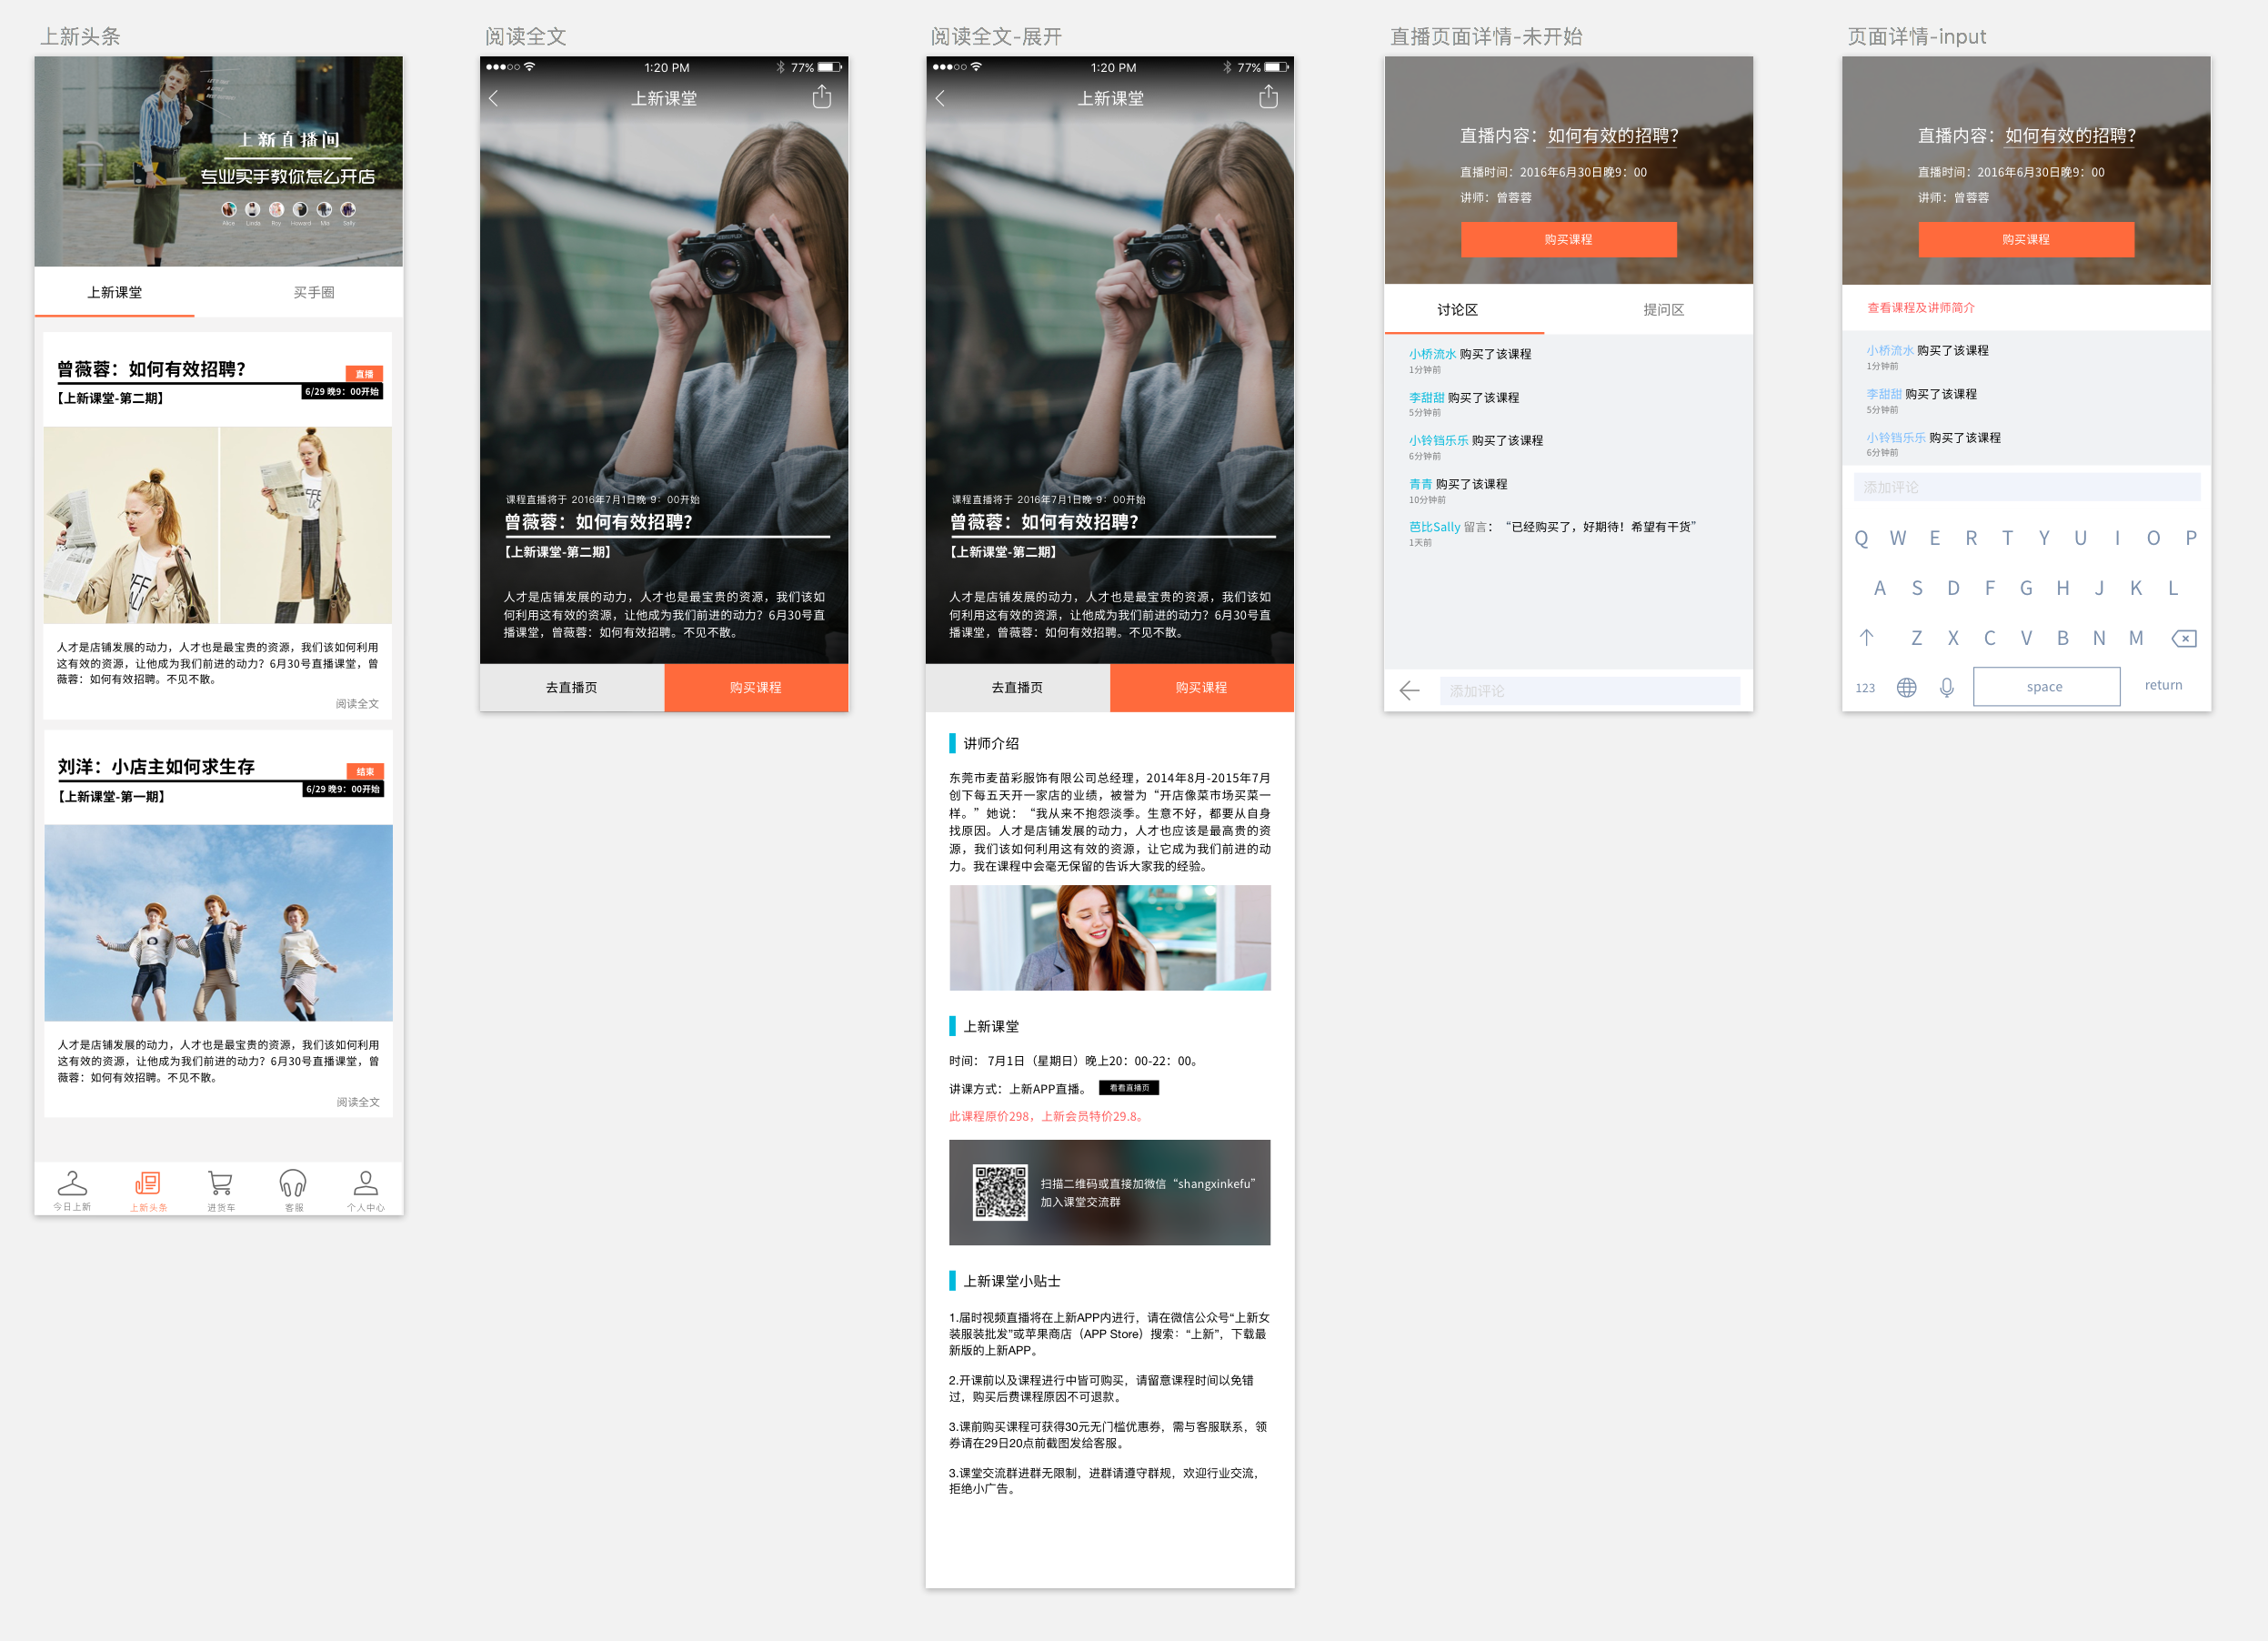 上新头条
上新直播间
专业买手教你怎么开店
Alice Linda Roy Howard Mia Sally
上新课堂 买手圈
曾薇蓉：如何有效招聘？
直播
6/29 晚9：00开始
【上新课堂-第二期】
人才是店铺发展的动力，人才也是最宝贵的资源，我们该如何利用
这有效的资源，让他成为我们前进的动力？6月30号直播课堂，曾
薇蓉：如何有效招聘。不见不散。
阅读全文
刘洋：小店主如何求生存
结束
6/29 晚9：00开始
【上新课堂-第一期】
人才是店铺发展的动力，人才也是最宝贵的资源，我们该如何利用
这有效的资源，让他成为我们前进的动力？6月30号直播课堂，曾
薇蓉：如何有效招聘。不见不散。
阅读全文
今日上新 上新头条 进货车 客服 个人中心
阅读全文
1:20 PM 77%
上新课堂
课程直播将于 2016年7月1日晚 9：00开始
曾薇蓉：如何有效招聘？
【上新课堂-第二期】
人才是店铺发展的动力，人才也是最宝贵的资源，我们该如
何利用这有效的资源，让他成为我们前进的动力？6月30号直
播课堂，曾薇蓉：如何有效招聘。不见不散。
去直播页 购买课程
阅读全文-展开
1:20 PM 77%
上新课堂
课程直播将于 2016年7月1日晚 9：00开始
曾薇蓉：如何有效招聘？
【上新课堂-第二期】
人才是店铺发展的动力，人才也是最宝贵的资源，我们该如
何利用这有效的资源，让他成为我们前进的动力？6月30号直
播课堂，曾薇蓉：如何有效招聘。不见不散。
去直播页 购买课程
讲师介绍
东莞市麦苗彩服饰有限公司总经理，2014年8月-2015年7月
创下每五天开一家店的业绩，被誉为“开店像菜市场买菜一
样。”她说：“我从来不抱怨淡季。生意不好，都要从自身
找原因。人才是店铺发展的动力，人才也应该是最高贵的资
源，我们该如何利用这有效的资源，让它成为我们前进的动
力。我在课程中会毫无保留的告诉大家我的经验。
上新课堂
时间： 7月1日（星期日）晚上20：00-22：00。
讲课方式：上新APP直播。 看看直播页
此课程原价298，上新会员特价29.8。
扫描二维码或直接加微信“shangxinkefu”
加入课堂交流群
上新课堂小贴士
1.届时视频直播将在上新APP内进行，请在微信公众号“上新女
装服装批发”或苹果商店（APP Store）搜索：“上新”，下载最
新版的上新APP。
2.开课前以及课程进行中皆可购买，请留意课程时间以免错
过，购买后费课程原因不可退款。
3.课前购买课程可获得30元无门槛优惠券，需与客服联系，领
券请在29日20点前截图发给客服。
3.课堂交流群进群无限制，进群请遵守群规，欢迎行业交流，
拒绝小广告。
直播页面详情-未开始
直播内容：如何有效的招聘？
直播时间：2016年6月30日晚9：00
讲师：曾蓉蓉
购买课程
讨论区 提问区
小桥流水 购买了该课程
1分钟前
李甜甜 购买了该课程
5分钟前
小铃铛乐乐 购买了该课程
6分钟前
青青 购买了该课程
10分钟前
芭比Sally 留言：“已经购买了，好期待！希望有干货”
1天前
添加评论
页面详情-input
直播内容：如何有效的招聘？
直播时间：2016年6月30日晚9：00
讲师：曾蓉蓉
购买课程
查看课程及讲师简介
小桥流水 购买了该课程
1分钟前
李甜甜 购买了该课程
5分钟前
小铃铛乐乐 购买了该课程
6分钟前
添加评论
Q W E R T Y U I O P
A S D F G H J K L
Z X C V B N M
123 space return